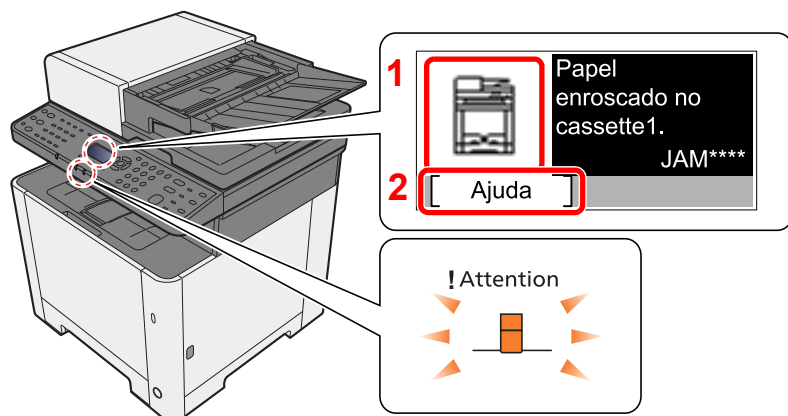 1
Papel
enroscado no
cassette1.
JAM****
2
[ Ajuda ]
! Attention